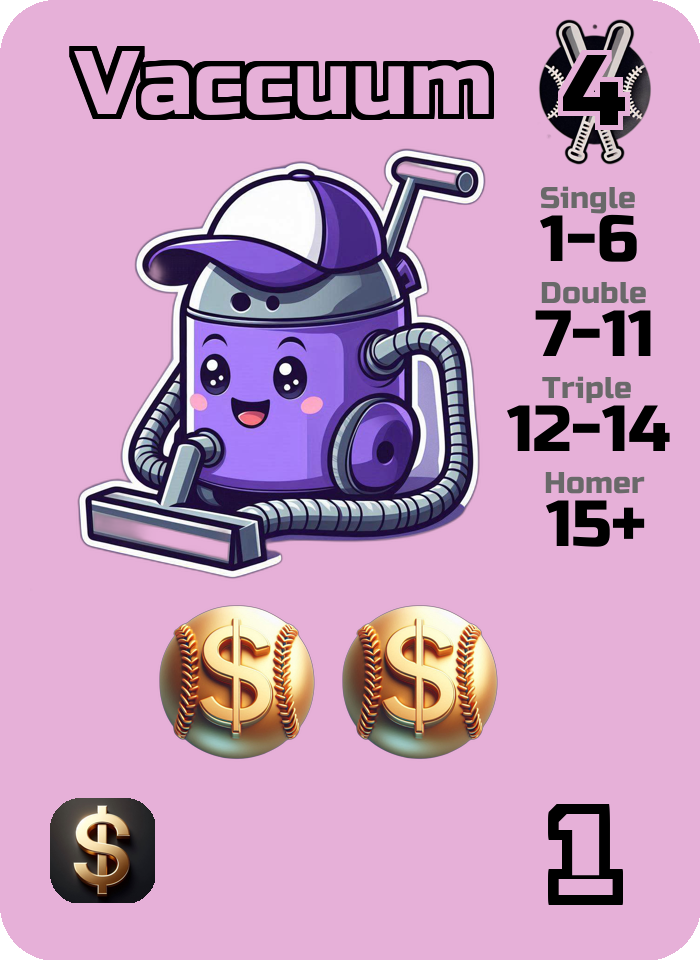 Vaccuum
4
Single
1-6
Double
7-11
Triple
12-14
Homer
15+
$ $
$
1